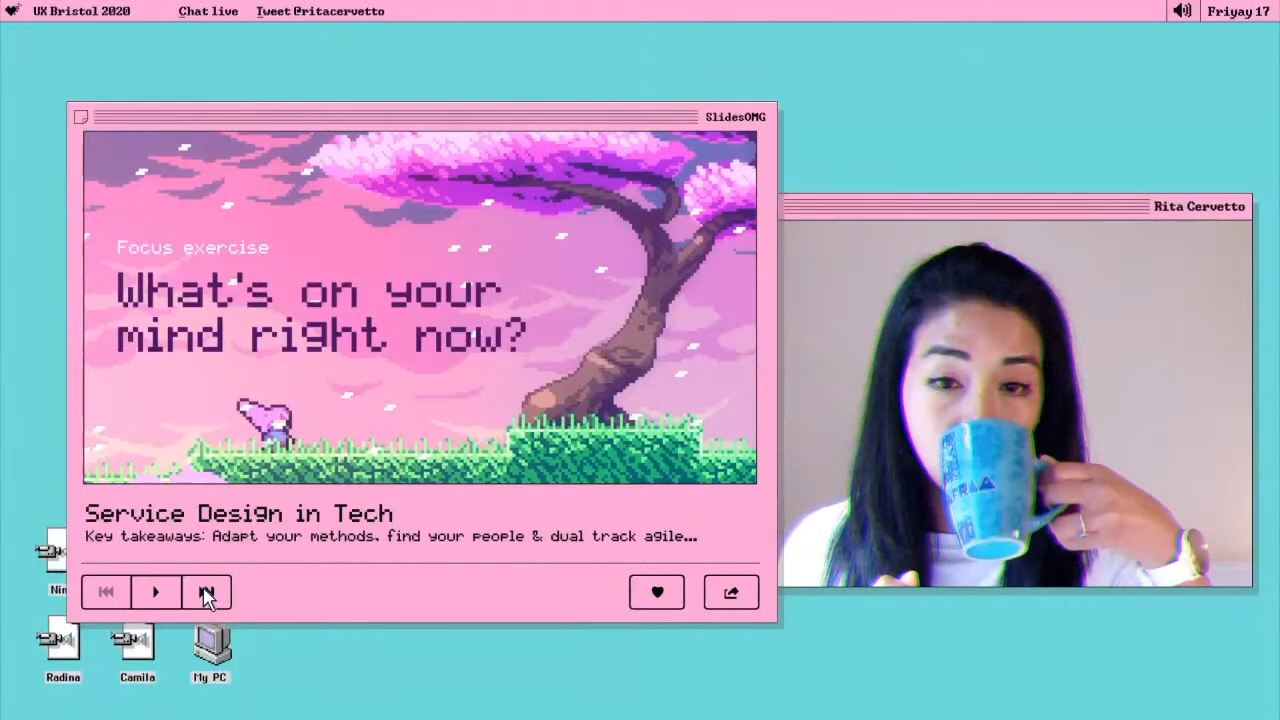 UX Bristol 2020
Chat live
Tweet @ritacervetto
Friyay 17
SlidesOMG
Rita Cervetto
Focus exercise
What's on your
mind right now?
Service Design in Tech
Key takeaways: Adapt your methods, find your people & dual track agile...
Radina
Camila
My PC